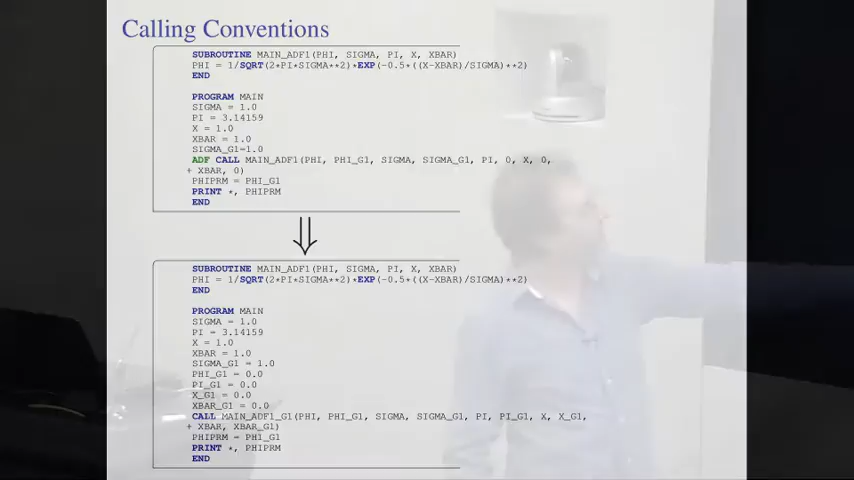 Calling Conventions
SUBROUTINE MAIN_ADF1(PHI, SIGMA, PI, X, XBAR)
PHI = 1/SQRT(2*PI*SIGMA**2)*EXP(-0.5*((X-XBAR)/SIGMA)**2)
END
PROGRAM MAIN
SIGMA = 1.0
PI = 3.14159
X = 1.0
XBAR = 1.0
SIGMA_G1=1.0
ADF CALL MAIN_ADF1(PHI, PHI_G1, SIGMA, SIGMA_G1, PI, 0, X, 0,
+ XBAR, 0)
PHIPRM = PHI_G1
PRINT *, PHIPRM
END
SUBROUTINE MAIN_ADF1(PHI, SIGMA, PI, X, XBAR)
PHI = 1/SQRT(2*PI*SIGMA**2)*EXP(-0.5*((X-XBAR)/SIGMA)**2)
END
PROGRAM MAIN
SIGMA = 1.0
PI = 3.14159
X = 1.0
XBAR = 1.0
SIGMA_G1 = 1.0
PHI_G1 = 0.0
PI_G1 = 0.0
X_G1 = 0.0
XBAR_G1 = 0.0
CALL MAIN_ADF1_G1(PHI, PHI_G1, SIGMA, SIGMA_G1, PI, PI_G1, X, X_G1,
+ XBAR, XBAR_G1)
PHIPRM = PHI_G1
PRINT *, PHIPRM
END